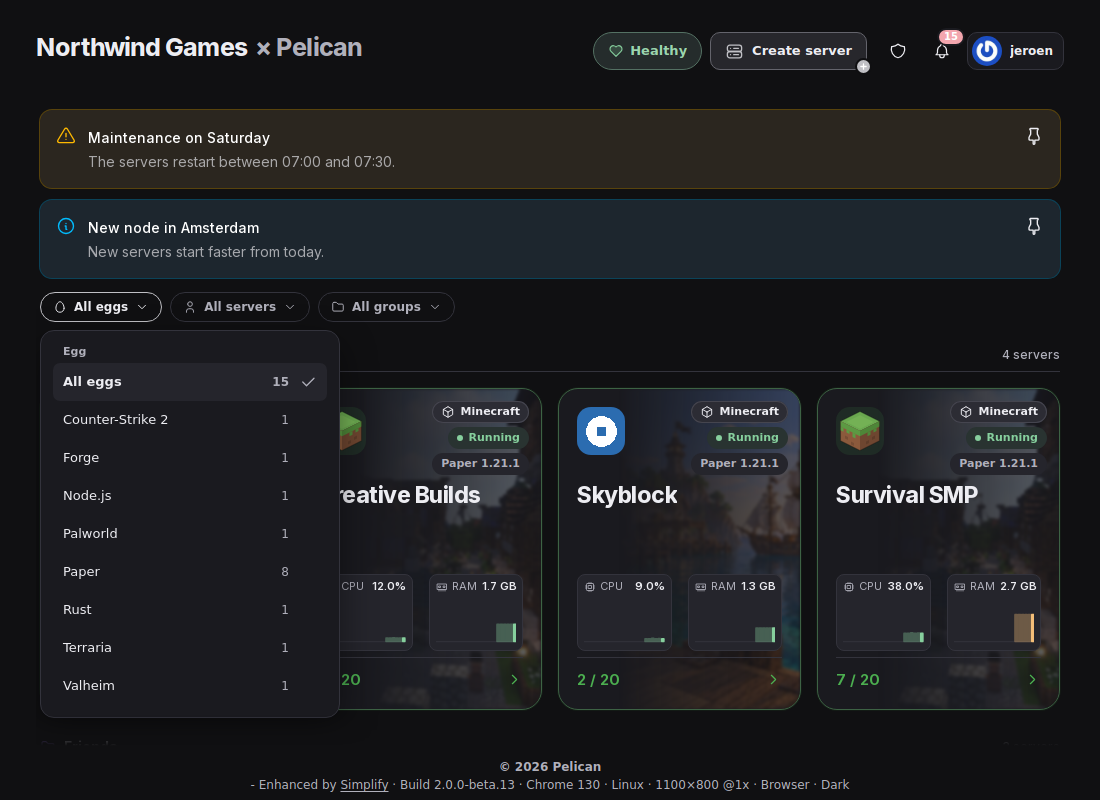 Northwind Games × Pelican
Healthy
Create server
15
jeroen
Maintenance on Saturday
The servers restart between 07:00 and 07:30.
New node in Amsterdam
New servers start faster from today.
All eggs
All servers
All groups
4 servers
Egg
All eggs 15
Counter-Strike 2 1
Forge 1
Node.js 1
Palworld 1
Paper 8
Rust 1
Terraria 1
Valheim 1
Minecraft
Running
reative Builds
CPU 12.0%
RAM 1.7 GB
20
Minecraft
Running
Paper 1.21.1
Paper 1.21.1
Skyblock
CPU 9.0%
RAM 1.3 GB
2 / 20
Minecraft
Running
Paper 1.21.1
Survival SMP
CPU 38.0%
RAM 2.7 GB
7 / 20
Friends
© 2026 Pelican
- Enhanced by Simplify · Build 2.0.0-beta.13 · Chrome 130 · Linux · 1100×800 @1x · Browser · Dark